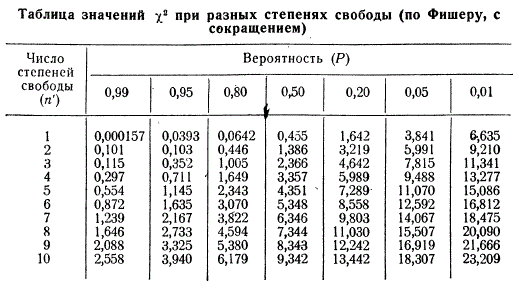 Таблица значений χ² при разных степенях свободы (по Фишеру, с
сокращением)
Число степеней свободы (n′) Вероятность (P)
0,99 0,95 0,80 0,50 0,20 0,05 0,01
1 0,000157 0,0393 0,0642 0,455 1,642 3,841 6,635
2 0,101 0,103 0,446 1,386 3,219 5,991 9,210
3 0,115 0,352 1,005 2,366 4,642 7,815 11,341
4 0,297 0,711 1,649 3,357 5,989 9,488 13,277
5 0,554 1,145 2,343 4,351 7,289 11,070 15,086
6 0,872 1,635 3,070 5,348 8,558 12,592 16,812
7 1,239 2,167 3,822 6,346 9,803 14,067 18,475
8 1,646 2,733 4,594 7,344 11,030 15,507 20,090
9 2,088 3,325 5,380 8,343 12,242 16,919 21,666
10 2,558 3,940 6,179 9,342 13,442 18,307 23,209